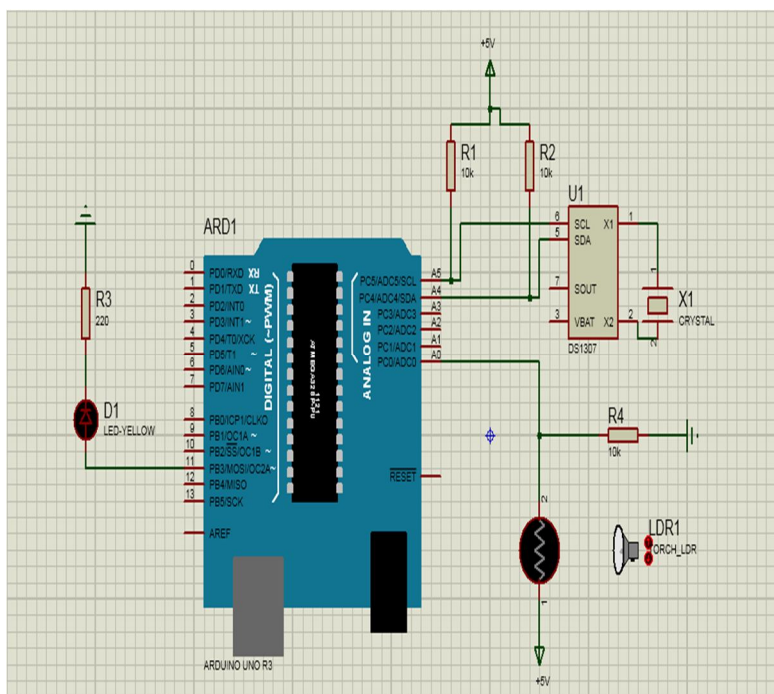 +5V
R1
10k
R2
10k
U1
6
5
7
3
SCL
SDA
SOUT
VBAT
X1
X2
1
2
DS1307
1
2
X1
CRYSTAL
ARD1
R3
220
D1
LED-YELLOW
0
1
2
3
4
5
6
7
8
9
10
11
12
13
PD0/RXD RX
PD1/TXD TX
PD2/INT0
PD3/INT1 ~
PD4/T0/XCK
PD5/T1 ~
PD6/AIN0 ~
PD7/AIN1
PB0/ICP1/CLKO
PB1/OC1A ~
PB2/SS/OC1B ~
PB3/MOSI/OC2A ~
PB4/MISO
PB5/SCK
AREF
DIGITAL (~PWM)
1121
ANALOG IN
PC5/ADC5/SCL
PC4/ADC4/SDA
PC3/ADC3
PC2/ADC2
PC1/ADC1
PC0/ADC0
RESET
A5
A4
A3
A2
A1
A0
R4
10k
2
1
LDR1
TORCH_LDR
+5V
ARDUINO UNO R3